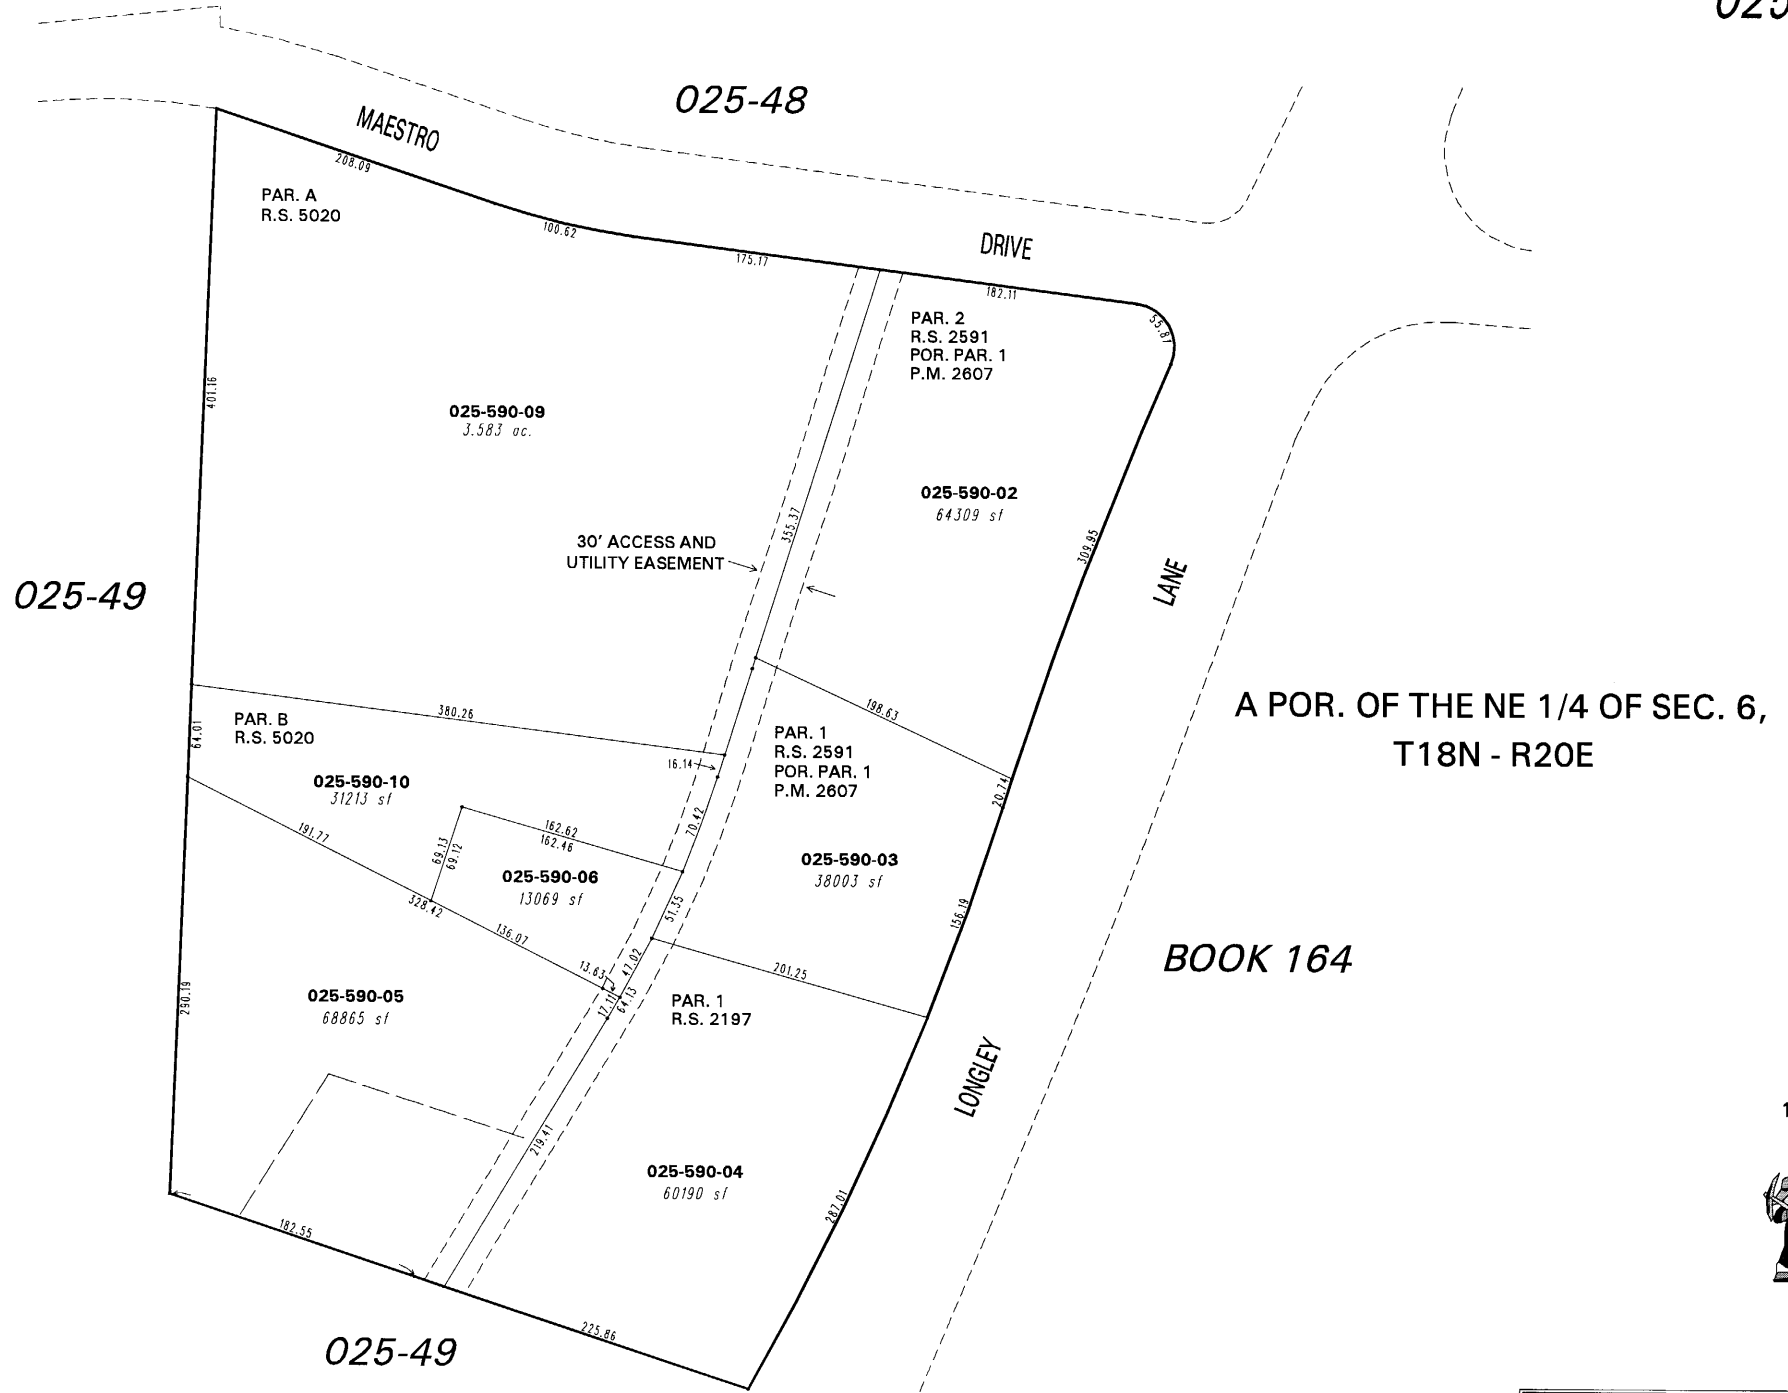 025
025-48
MAESTRO
208.09
PAR. A
R.S. 5020
100.62
175.17
DRIVE
182.11
55.87
PAR. 2
R.S. 2591
POR. PAR. 1
P.M. 2607
401.16
025-590-09
3.583 ac.
025-590-02
64309 sf
355.37
309.95
30' ACCESS AND
UTILITY EASEMENT
LANE
025-49
A POR. OF THE NE 1/4 OF SEC. 6,
T18N - R20E
198.63
380.26
PAR. B
R.S. 5020
64.01
PAR. 1
R.S. 2591
POR. PAR. 1
P.M. 2607
16.14
20.74
025-590-10
31213 sf
70.42
162.62
162.46
191.77
69.13
69.12
025-590-06
13069 sf
025-590-03
38003 sf
328.42
51.35
156.19
136.07
47.02
BOOK 164
13.63
201.25
025-590-05
68865 sf
290.19
17.11
64.13
PAR. 1
R.S. 2197
LONGLEY
219.41
025-590-04
60190 sf
287.01
182.55
225.86
025-49
1